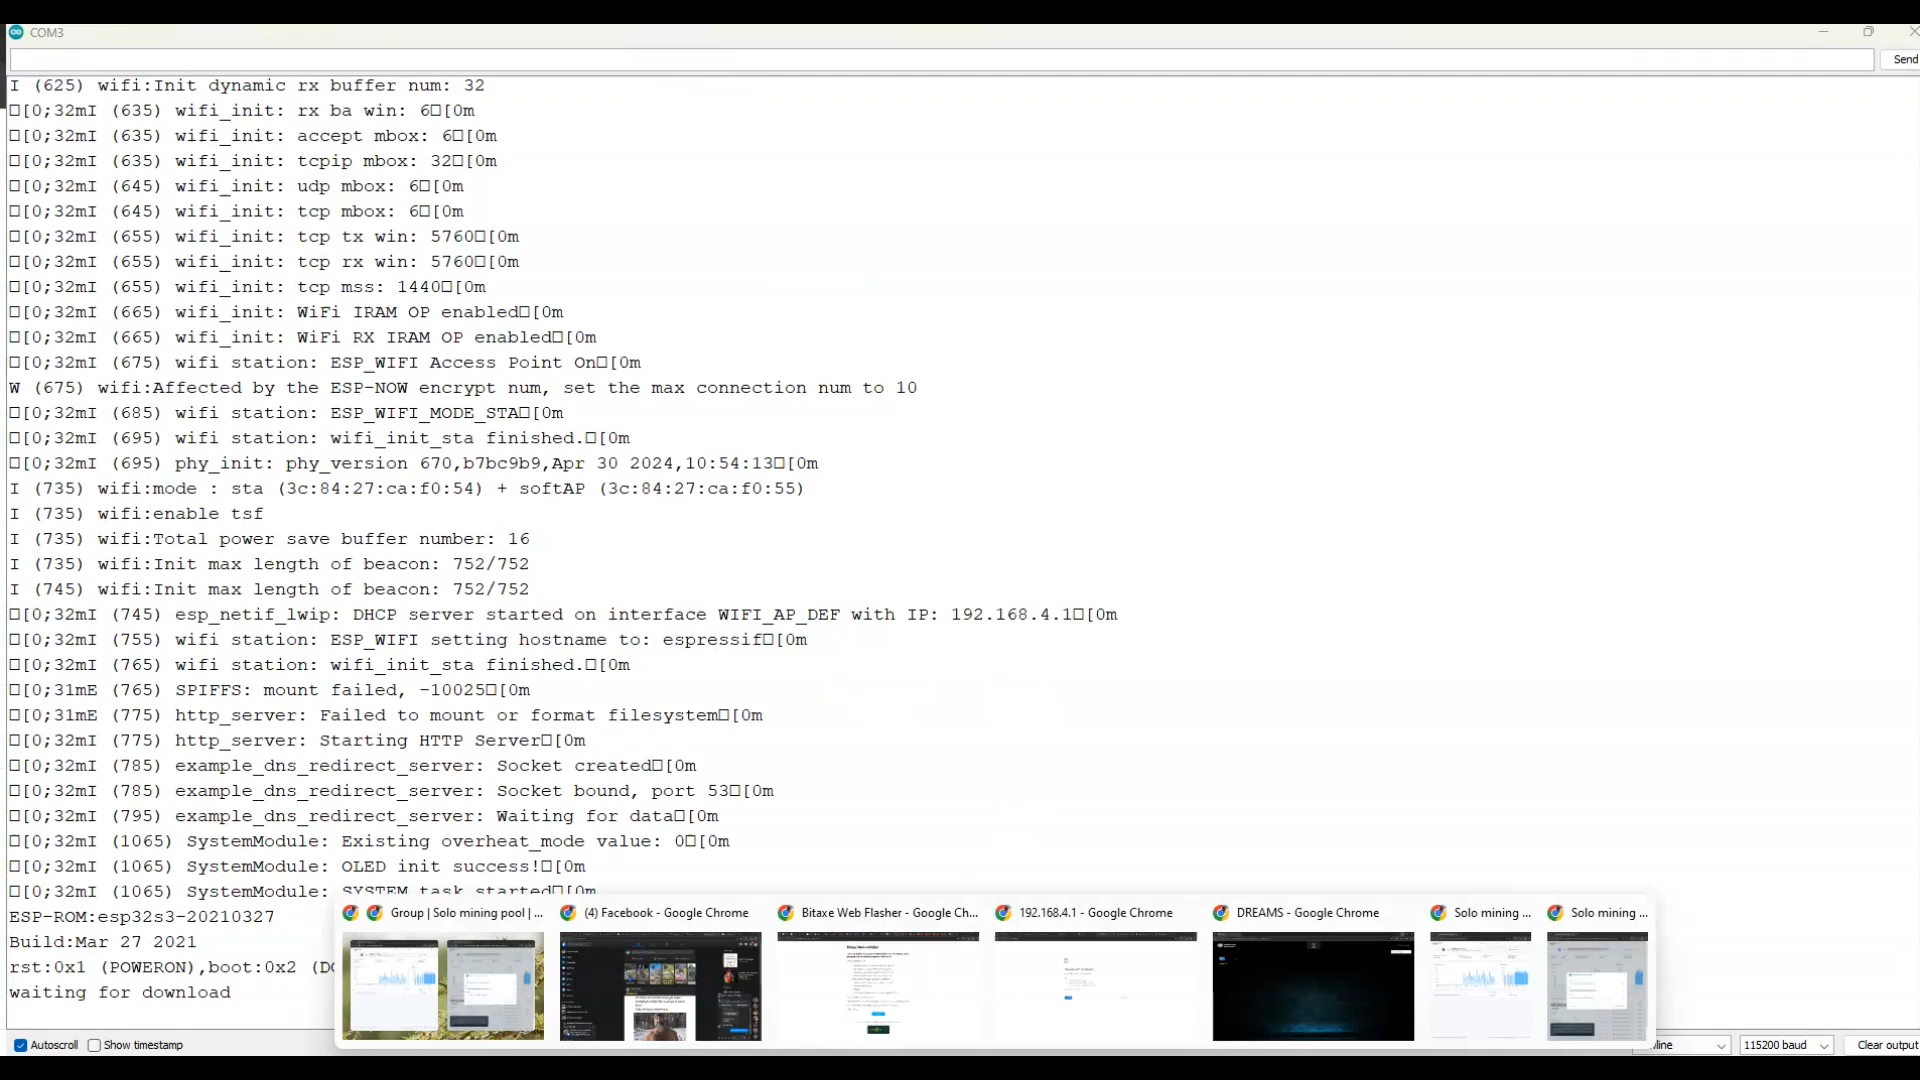 COM3
Send
I (625) wifi:Init dynamic rx buffer num: 32
□[0;32mI (635) wifi_init: rx ba win: 6□[0m
□[0;32mI (635) wifi_init: accept mbox: 6□[0m
□[0;32mI (635) wifi_init: tcpip mbox: 32□[0m
□[0;32mI (645) wifi_init: udp mbox: 6□[0m
□[0;32mI (645) wifi_init: tcp mbox: 6□[0m
□[0;32mI (655) wifi_init: tcp tx win: 5760□[0m
□[0;32mI (655) wifi_init: tcp rx win: 5760□[0m
□[0;32mI (655) wifi_init: tcp mss: 1440□[0m
□[0;32mI (665) wifi_init: WiFi IRAM OP enabled□[0m
□[0;32mI (665) wifi_init: WiFi RX IRAM OP enabled□[0m
□[0;32mI (675) wifi station: ESP_WIFI Access Point On□[0m
W (675) wifi:Affected by the ESP-NOW encrypt num, set the max connection num to 10
□[0;32mI (685) wifi station: ESP_WIFI_MODE_STA□[0m
□[0;32mI (695) wifi station: wifi_init_sta finished.□[0m
□[0;32mI (695) phy_init: phy_version 670,b7bc9b9,Apr 30 2024,10:54:13□[0m
I (735) wifi:mode : sta (3c:84:27:ca:f0:54) + softAP (3c:84:27:ca:f0:55)
I (735) wifi:enable tsf
I (735) wifi:Total power save buffer number: 16
I (735) wifi:Init max length of beacon: 752/752
I (745) wifi:Init max length of beacon: 752/752
□[0;32mI (745) esp_netif_lwip: DHCP server started on interface WIFI_AP_DEF with IP: 192.168.4.1□[0m
□[0;32mI (755) wifi station: ESP_WIFI setting hostname to: espressif□[0m
□[0;32mI (765) wifi station: wifi_init_sta finished.□[0m
□[0;31mE (765) SPIFFS: mount failed, -10025□[0m
□[0;31mE (775) http_server: Failed to mount or format filesystem□[0m
□[0;32mI (775) http_server: Starting HTTP Server□[0m
□[0;32mI (785) example_dns_redirect_server: Socket created□[0m
□[0;32mI (785) example_dns_redirect_server: Socket bound, port 53□[0m
□[0;32mI (795) example_dns_redirect_server: Waiting for data□[0m
□[0;32mI (1065) SystemModule: Existing overheat_mode value: 0□[0m
□[0;32mI (1065) SystemModule: OLED init success!□[0m
□[0;32mI (1065) SystemModule: SYSTEM task started□[0m
ESP-ROM:esp32s3-20210327
Build:Mar 27 2021
rst:0x1 (POWERON),boot:0x2 (DO
waiting for download
Group | Solo mining pool | ...
(4) Facebook - Google Chrome
Bitaxe Web Flasher - Google Ch...
192.168.4.1 - Google Chrome
DREAMS - Google Chrome
Solo mining ...
Solo mining ...
Autoscroll
Show timestamp
line
115200 baud
Clear output